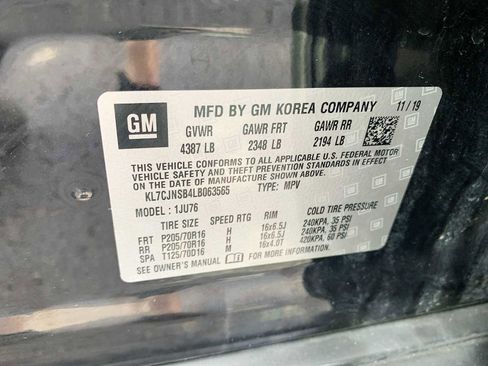 GM
MFD BY GM KOREA COMPANY 11/19
GVWR GAWR FRT GAWR RR
4387 LB 2348 LB 2194 LB
THIS VEHICLE CONFORMS TO ALL APPLICABLE U.S. FEDERAL MOTOR
VEHICLE SAFETY AND THEFT PREVENTION STANDARDS IN EFFECT
ON THE DATE OF MANUFACTURE SHOWN ABOVE.
KL7CJNSB4LB063565 TYPE: MPV
MODEL: 1JU76
TIRE SIZE SPEED RTG RIM COLD TIRE PRESSURE
FRT P205/70R16 H 16x6.5J 240KPA, 35 PSI
RR P205/70R16 H 16x6.5J 240KPA, 35 PSI
SPA T125/70D16 M 16x4.0T 420KPA, 60 PSI
SEE OWNER'S MANUAL FOR MORE INFORMATION.